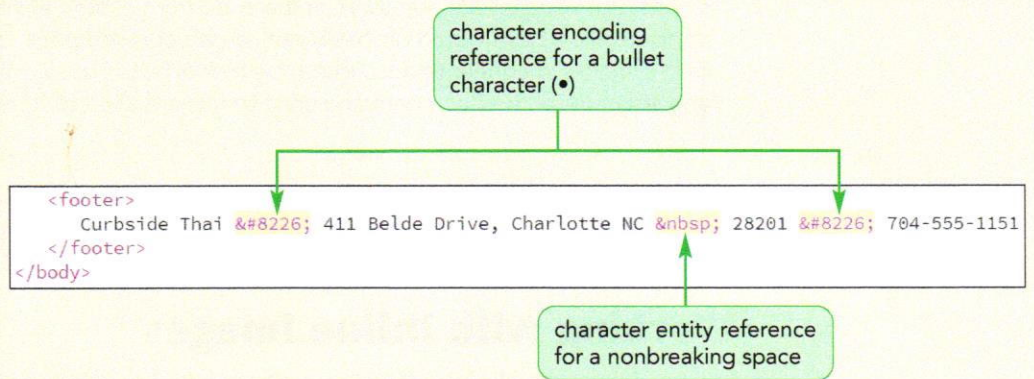 character encoding
reference for a bullet
character (•)
<footer>
Curbside Thai &#8226; 411 Belde Drive, Charlotte NC &nbsp; 28201 &#8226; 704-555-1151
</footer>
</body>
character entity reference
for a nonbreaking space